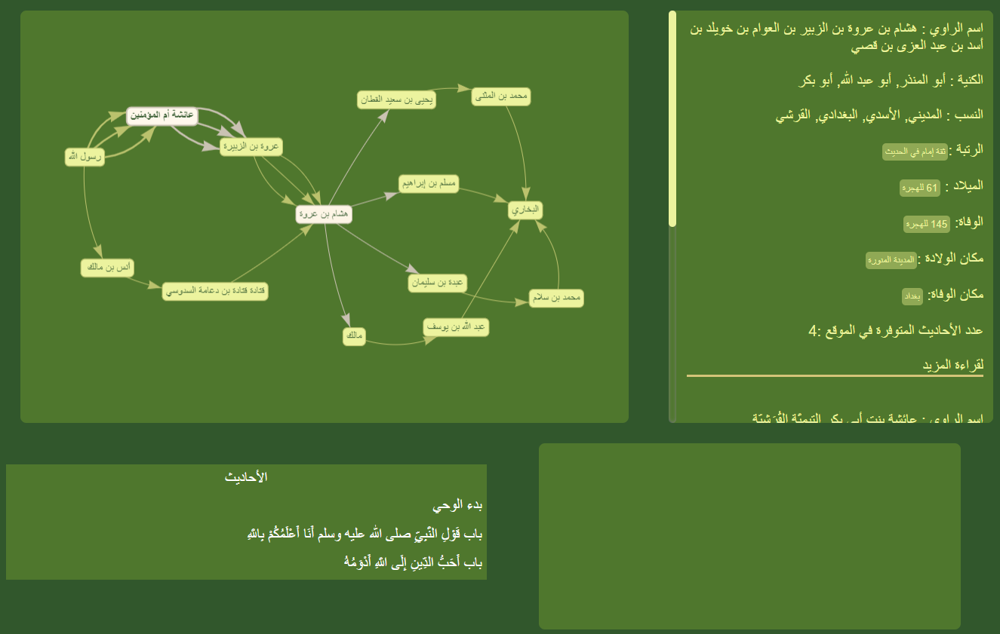 اسم الراوي : هشام بن عروة بن الزبير بن العوام بن خويلد بن
أسد بن عبد العزى بن قصي
الكنية : أبو المنذر, أبو عبد الله, أبو بكر
النسب : المديني, الأسدي, البغدادي, القرشي
الرتبة : ثقة إمام في الحديث
الميلاد : 61 للهجرة
الوفاة: 145 للهجرة
مكان الولادة : المدينة المنورة
مكان الوفاة: بغداد
عدد الأحاديث المتوفرة في الموقع :4
لقراءة المزيد
اسم الراوي : عائشة بنت أبي بكر التيميّة القُرَشيّة
محمد بن المثنى
يحيى بن سعيد القطان
عائشة أم المؤمنين
عروة بن الزبيرة
رسول الله
مسلم بن إبراهيم
البخاري
هشام بن عروة
أنس بن مالك
قتادة قتادة بن دعامة السدوسي
عبدة بن سليمان
محمد بن سلام
عبد الله بن يوسف
مالك
الأحاديث
بدء الوحي
باب قَوْلِ النَّبِيِّ صلى الله عليه وسلم أَنَا أَعْلَمُكُمْ بِاللَّهِ
باب أَحَبُّ الدِّينِ إِلَى اللَّهِ أَدْوَمُهُ